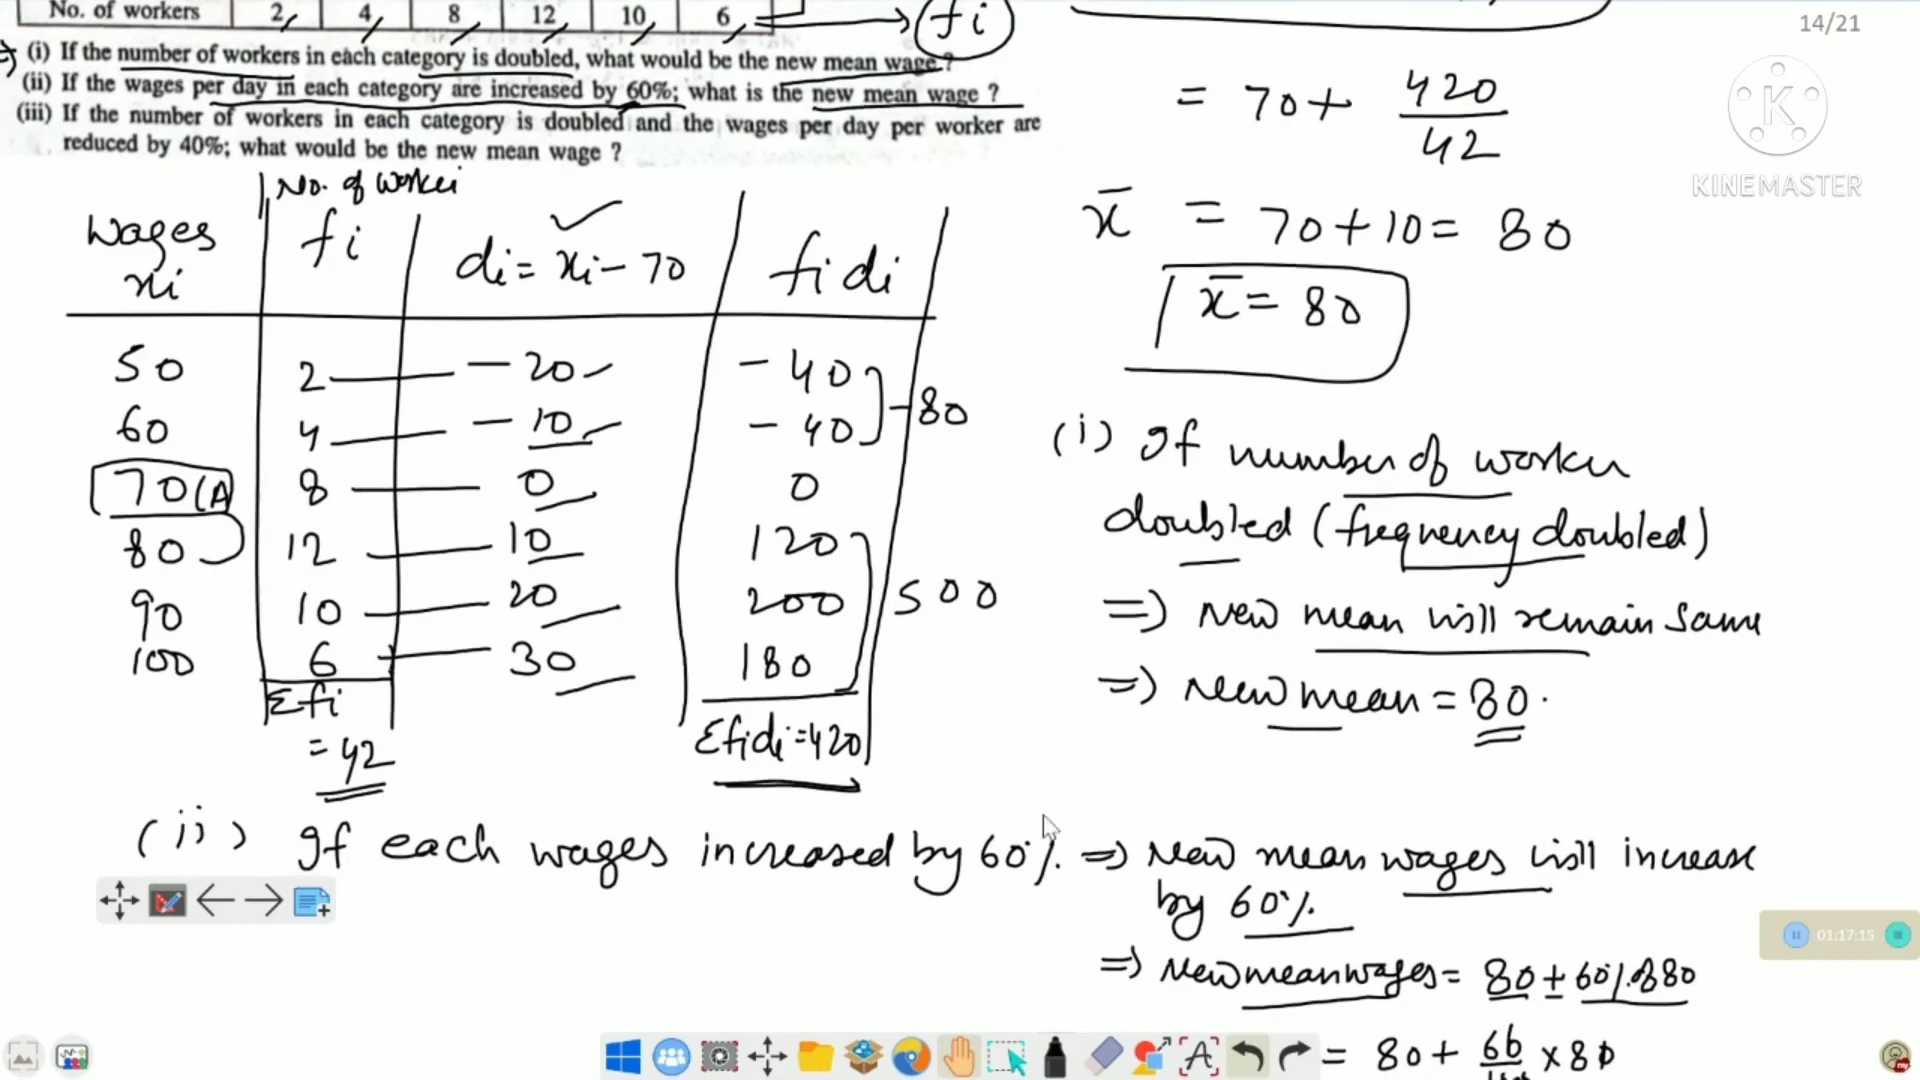 No. of workers 2, 4, 8, 12, 10, 6, → fi
(i) If the number of workers in each category is doubled, what would be the new mean wage ?
(ii) If the wages per day in each category are increased by 60%; what is the new mean wage ?
(iii) If the number of workers in each category is doubled and the wages per day per worker are
reduced by 40%; what would be the new mean wage ?
14/21
K
KINEMASTER
= 70+ 420/42
x̄ = 70+10= 80
x̄ = 80
No. of worker
Wages xi | fi | di= xi-70 | fidi
50 2 -20 -40
60 4 -10 -40
-80
70(A 8 0 0
80 12 10 120
90 10 20 200
500
100 6 30 180
Σfi = 42
Σfidi=420
(i) If number of worker
doubled (frequency doubled)
=> New mean will remain same
=> New mean = 80.
(ii) If each wages increased by 60% => New mean wages will increase
by 60%.
=> New mean wages = 80 + 60% of 80
= 80 + 60 x 80
01:17:15